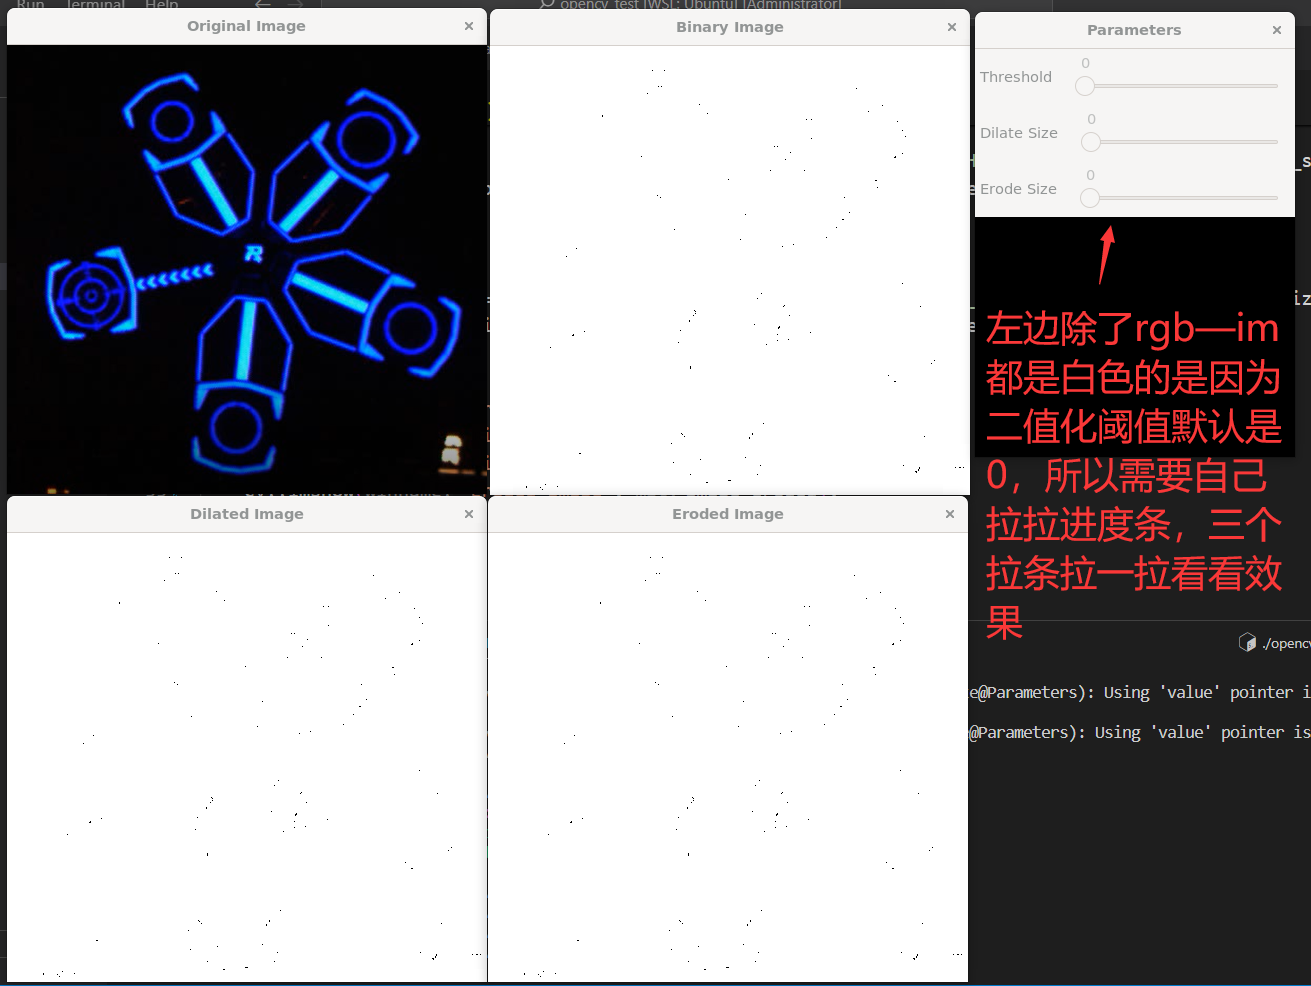 Run Terminal Help
opencv_test [WSL: Ubuntu] [Administrator]
Original Image
Binary Image
Parameters
0
Threshold
0
Dilate Size
0
Erode Size
R
左边除了rgb—im
都是白色的是因为
二值化阈值默认是
0，所以需要自己
拉拉进度条，三个
拉条拉一拉看看效
果
Dilated Image
Eroded Image
./openc
e@Parameters): Using 'value' pointer i
@Parameters): Using 'value' pointer is